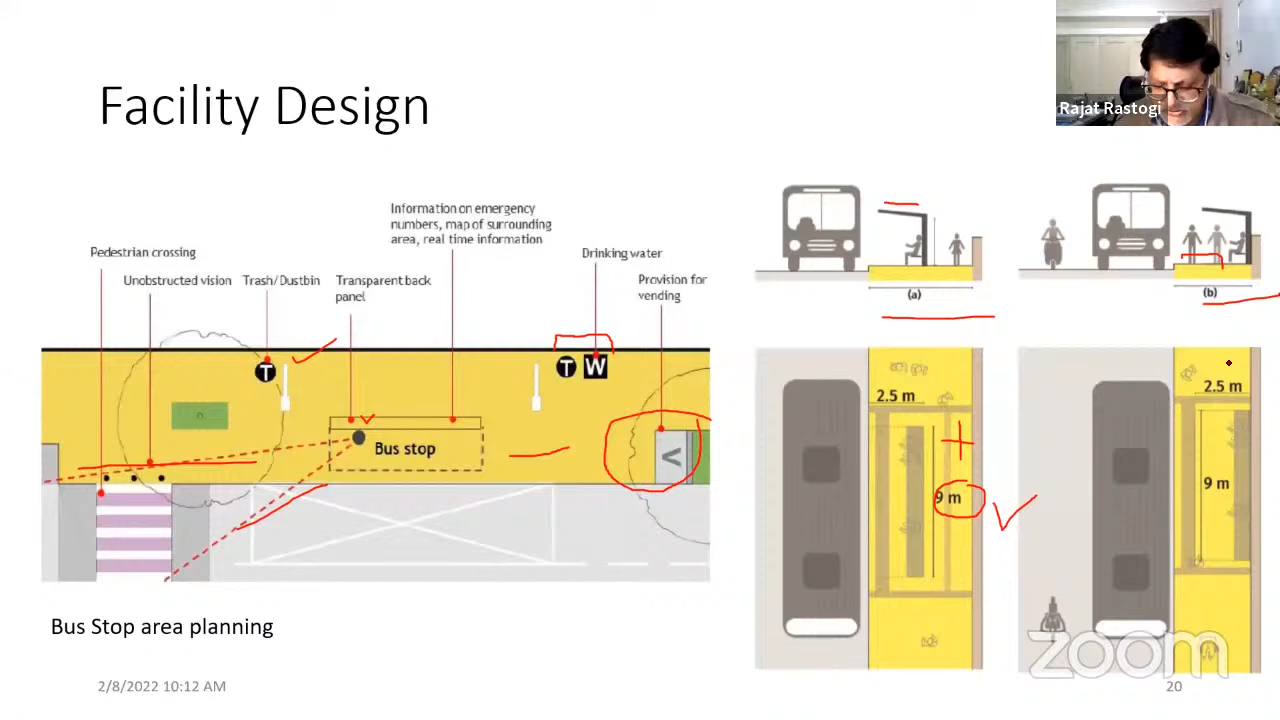 Facility Design
Rajat Rastogi
Information on emergency
numbers, map of surrounding
area, real time information
Pedestrian crossing
Drinking water
Unobstructed vision
Trash/Dustbin
Transparent back
panel
Provision for
vending
T
T
W
Bus stop
V
(a)
(b)
2.5 m
9 m
2.5 m
9 m
Bus Stop area planning
2/8/2022 10:12 AM
20
zoom